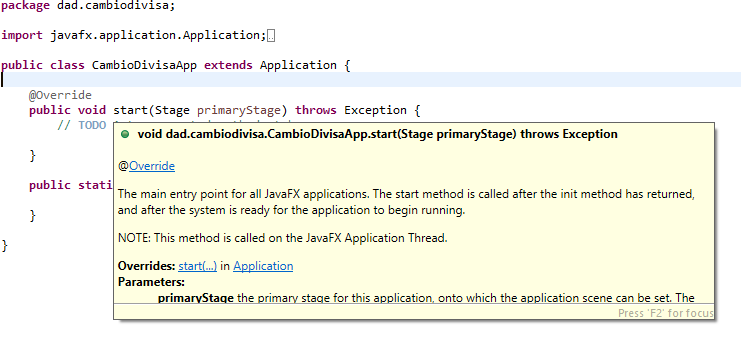 package dad.cambiodivisa;
import javafx.application.Application;
public class CambioDivisaApp extends Application {
@Override
public void start(Stage primaryStage) throws Exception {
// TODO
void dad.cambiodivisa.CambioDivisaApp.start(Stage primaryStage) throws Exception
}
@Override
The main entry point for all JavaFX applications. The start method is called after the init method has returned,
public stati
and after the system is ready for the application to begin running.
}
NOTE: This method is called on the JavaFX Application Thread.
}
Overrides: start(...) in Application
Parameters:
primaryStage the primary stage for this application, onto which the application scene can be set. The
Press 'F2' for focus